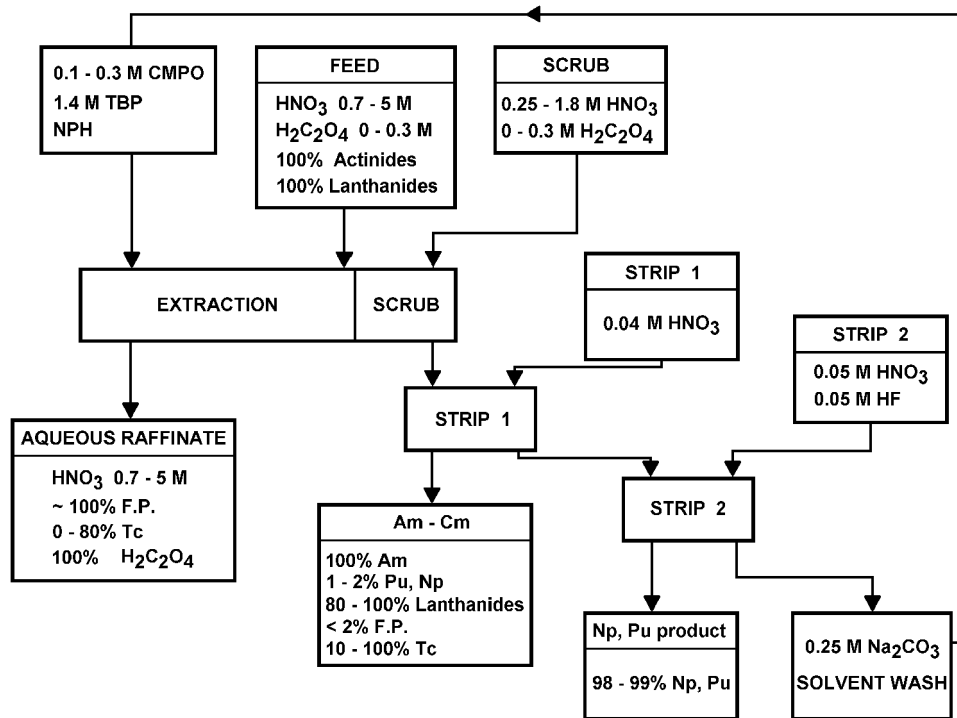 0.1 - 0.3 M CMPO
1.4 M TBP
NPH
FEED
HNO₃ 0.7 - 5 M
H₂C₂O₄ 0 - 0.3 M
100% Actinides
100% Lanthanides
SCRUB
0.25 - 1.8 M HNO₃
0 - 0.3 M H₂C₂O₄
EXTRACTION
SCRUB
STRIP 1
0.04 M HNO₃
STRIP 2
0.05 M HNO₃
0.05 M HF
STRIP 1
AQUEOUS RAFFINATE
HNO₃ 0.7 - 5 M
~ 100% F.P.
0 - 80% Tc
100% H₂C₂O₄
STRIP 2
Am - Cm
100% Am
1 - 2% Pu, Np
80 - 100% Lanthanides
< 2% F.P.
10 - 100% Tc
Np, Pu product
98 - 99% Np, Pu
0.25 M Na₂CO₃
SOLVENT WASH